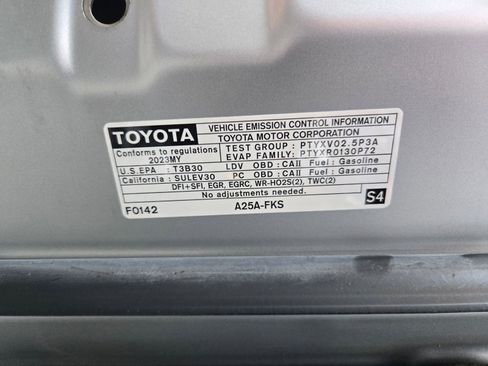 TOYOTA
VEHICLE EMISSION CONTROL INFORMATION
TOYOTA MOTOR CORPORATION
Conforms to regulations
2023MY
TEST GROUP : PTYXV02.5P3A
EVAP FAMILY: PTYXR0130P72
U.S.EPA : T3B30 LDV OBD : CAII Fuel : Gasoline
California : SULEV30 PC OBD : CAII Fuel : Gasoline
DFI+SFI, EGR, EGRC, WR-HO2S(2), TWC(2)
No adjustments needed.
F0142 A25A-FKS S4